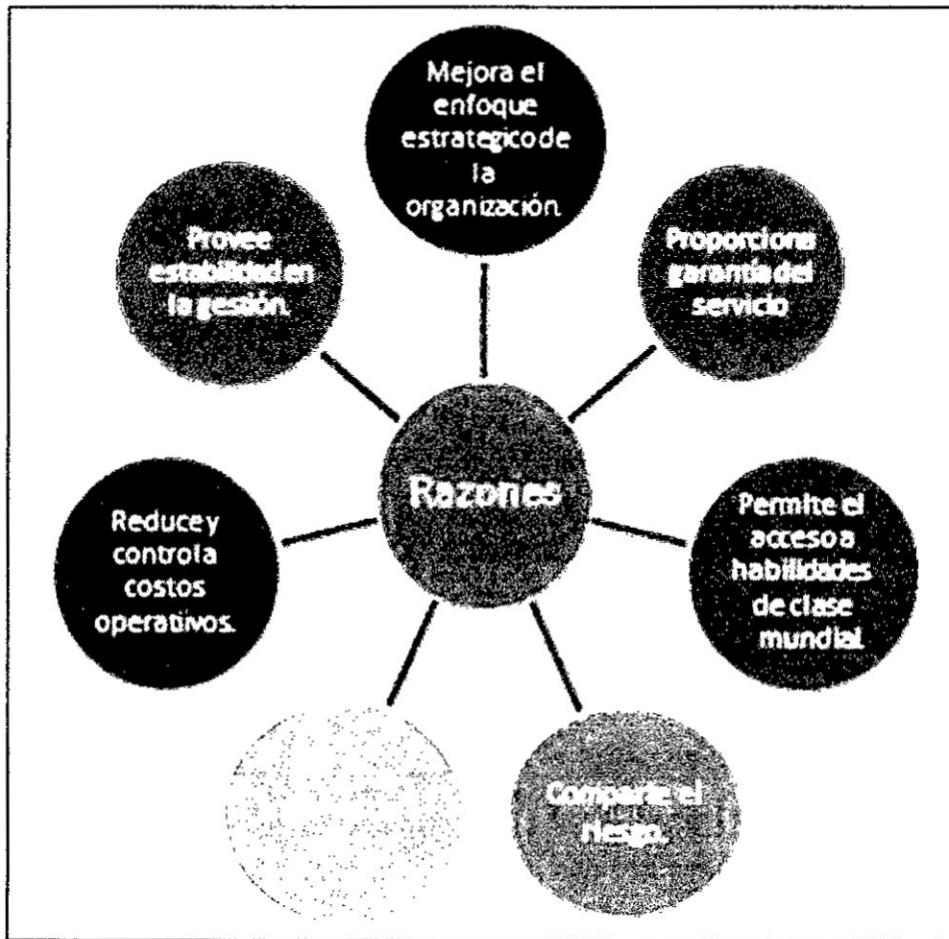 Mejora el
enfoque
estrategico de
la
organización.
Proporciona
garantía del
servicio
Permite el
acceso a
habilidades
de clase
mundial.
Comparte el
riesgo.
Reduce y
controla
costos
operativos.
Provee
estabilidad en
la gestión.
Razones